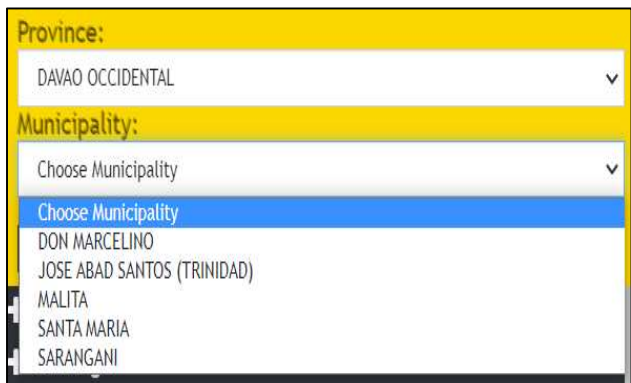 Province:
DAVAO OCCIDENTAL
Municipality:
Choose Municipality
Choose Municipality
DON MARCELINO
JOSE ABAD SANTOS (TRINIDAD)
MALITA
SANTA MARIA
SARANGANI